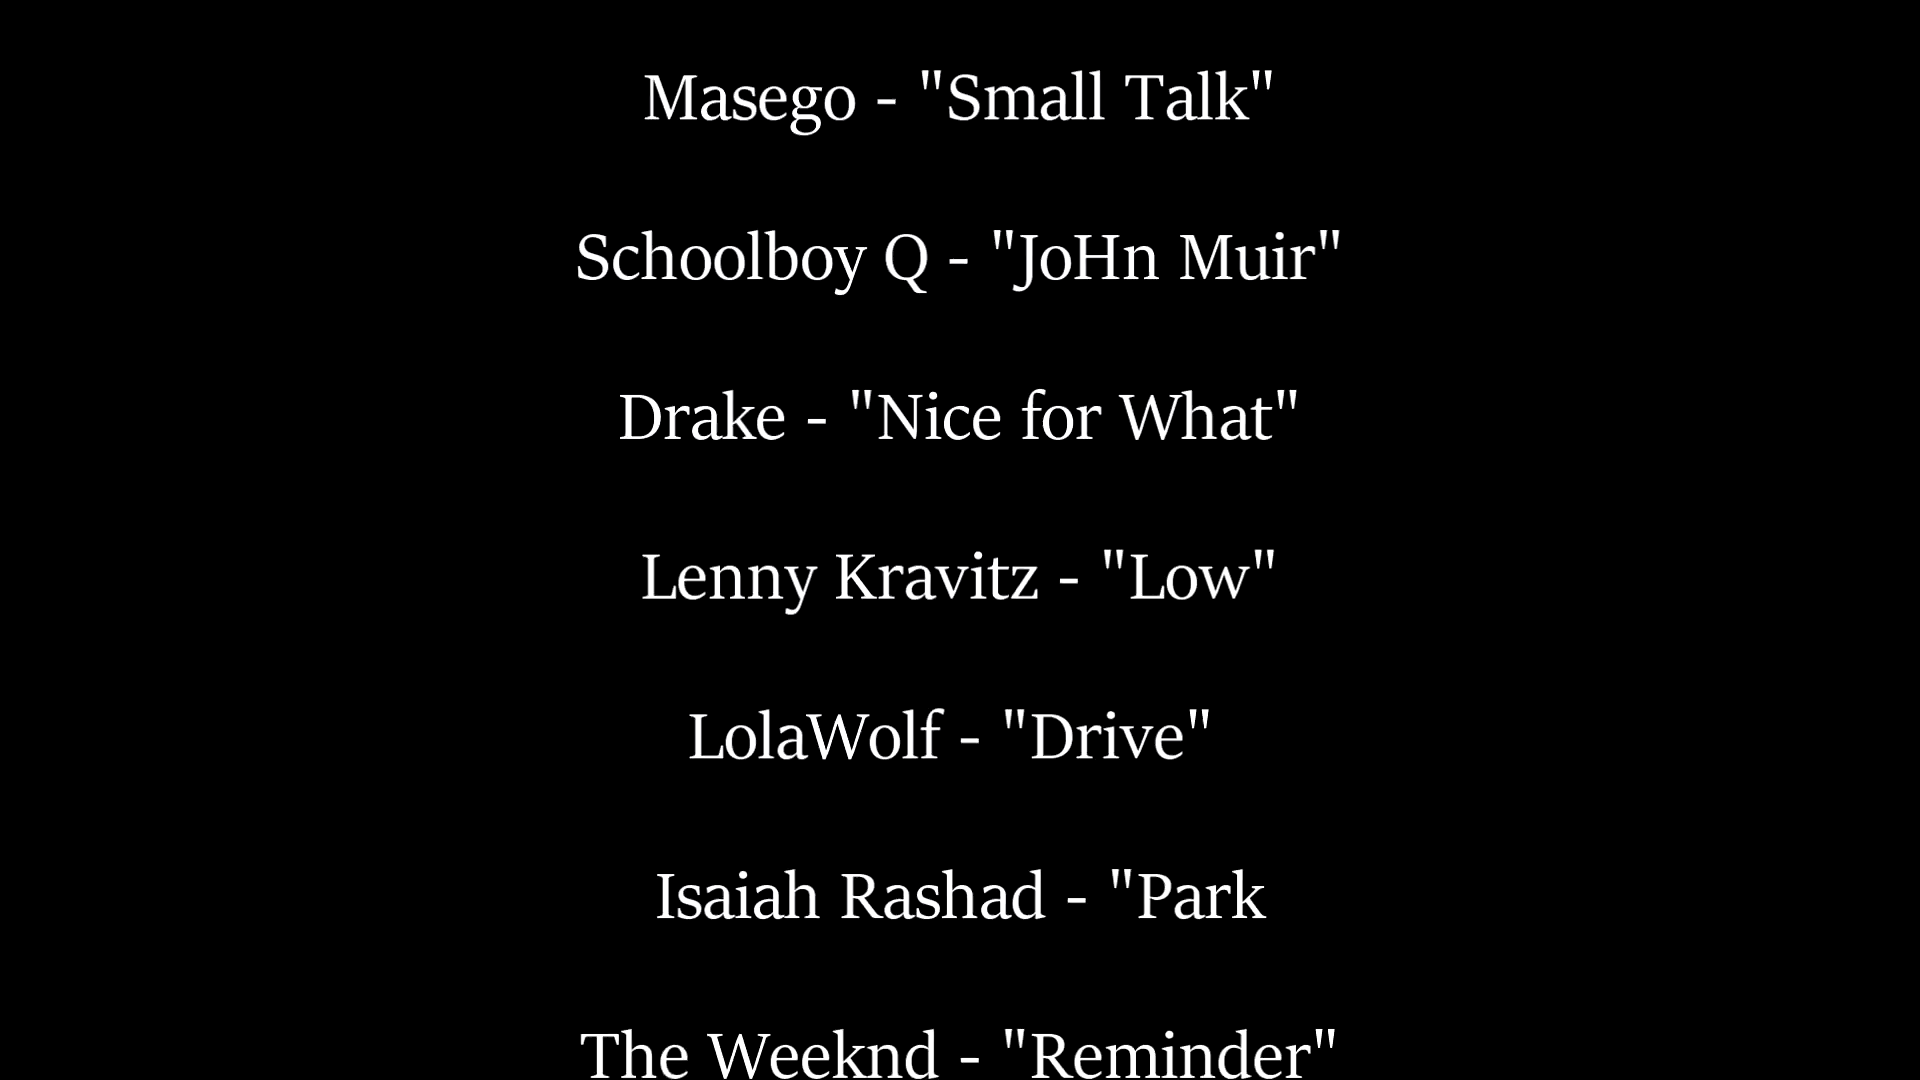 Masego - "Small Talk"
Schoolboy Q - "JoHn Muir"
Drake - "Nice for What"
Lenny Kravitz - "Low"
LolaWolf - "Drive"
Isaiah Rashad - "Park
The Weeknd - "Reminder"